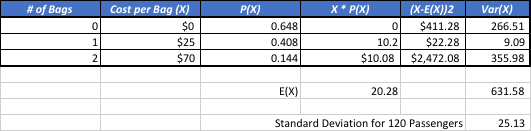 # of Bags Cost per Bag (X) P(X) X * P(X) (X-E(X))2 Var(X)
0 $0 0.648 0 $411.28 266.51
1 $25 0.408 10.2 $22.28 9.09
2 $70 0.144 $10.08 $2,472.08 355.98
E(X) 20.28 631.58
Standard Deviation for 120 Passengers 25.13